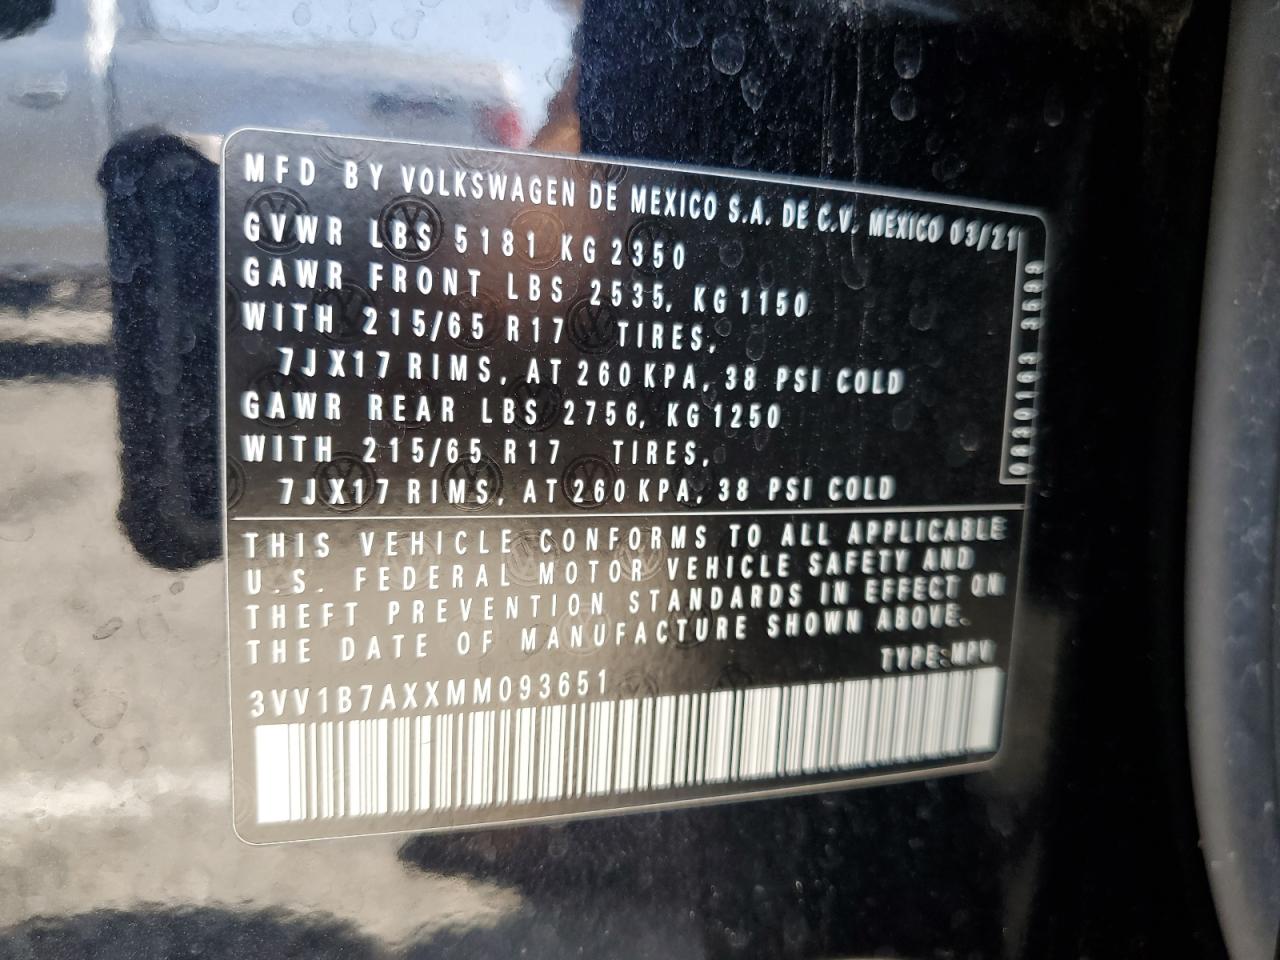 MFD BY VOLKSWAGEN DE MEXICO S.A. DE C.V. MEXICO 03/21
GVWR LBS 5181 KG 2350
GAWR FRONT LBS 2535, KG 1150
WITH 215/65 R17 TIRES,
7JX17 RIMS, AT 260 KPA, 38 PSI COLD
GAWR REAR LBS 2756, KG 1250
WITH 215/65 R17 TIRES,
7JX17 RIMS, AT 260 KPA, 38 PSI COLD
THIS VEHICLE CONFORMS TO ALL APPLICABLE
U.S. FEDERAL MOTOR VEHICLE SAFETY AND
THEFT PREVENTION STANDARDS IN EFFECT ON
THE DATE OF MANUFACTURE SHOWN ABOVE.
TYPE:MPV
3VV1B7AXXMM093651